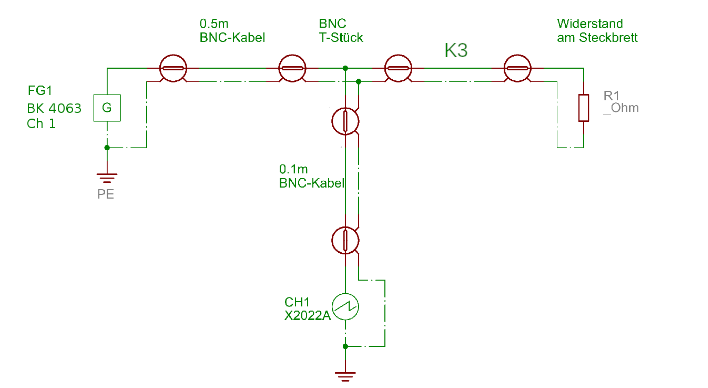 0.5m
BNC-Kabel
BNC
T-Stück
K3
Widerstand
am Steckbrett
FG1
BK 4063
Ch 1
G
R1
_Ohm
PE
0.1m
BNC-Kabel
CH1
X2022A